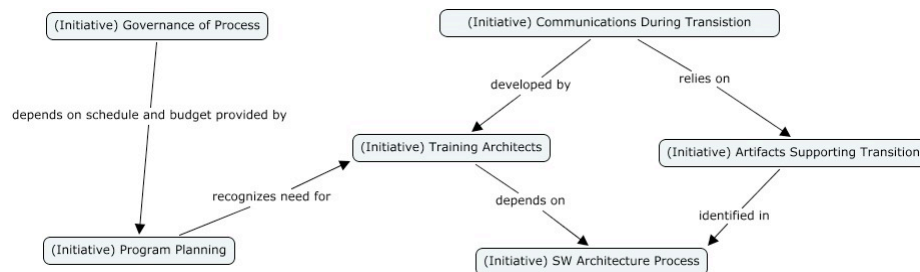 (Initiative) Governance of Process
(Initiative) Communications During Transistion
developed by
relies on
depends on schedule and budget provided by
(Initiative) Training Architects
(Initiative) Artifacts Supporting Transition
recognizes need for
depends on
identified in
(Initiative) Program Planning
(Initiative) SW Architecture Process